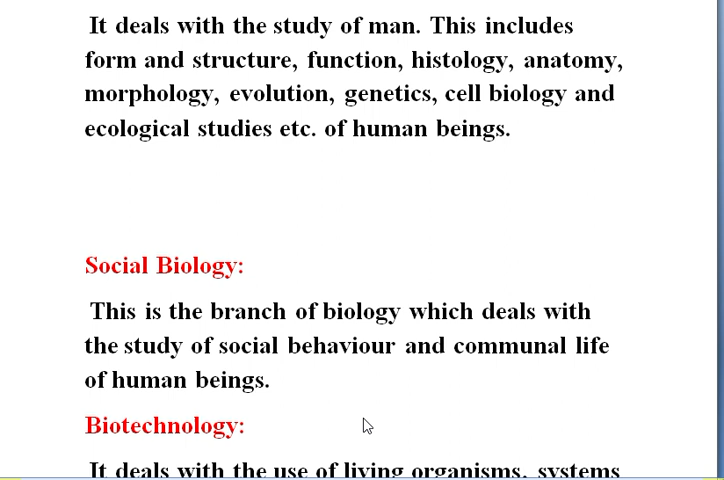 It deals with the study of man. This includes
form and structure, function, histology, anatomy,
morphology, evolution, genetics, cell biology and
ecological studies etc. of human beings.
Social Biology:
This is the branch of biology which deals with
the study of social behaviour and communal life
of human beings.
Biotechnology:
It deals with the use of living organisms, systems